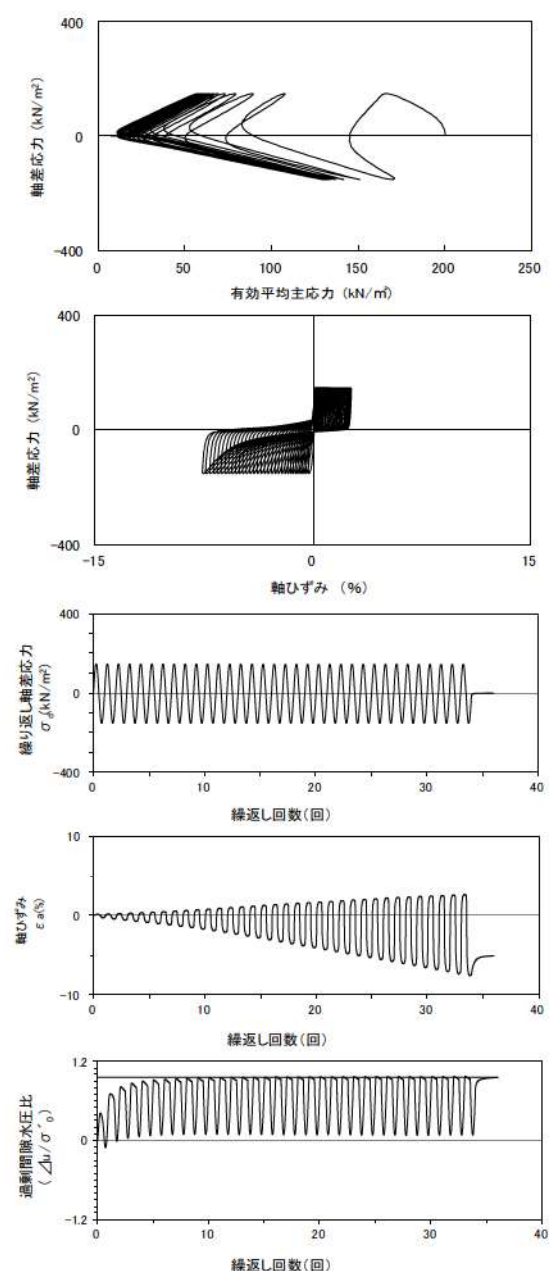 400
0
-400
軸差応力 (kN/m²)
0 50 100 150 200 250
有効平均主応力 (kN/㎡)
400
0
-400
軸差応力 (kN/m²)
-15 0 15
軸ひずみ (%)
400
0
-400
繰り返し軸差応力
σd(kN/m²)
0 10 20 30 40
繰返し回数(回)
10
0
-10
軸ひずみ
εa(%)
0 10 20 30 40
繰返し回数(回)
1.2
0
-1.2
過剰間隙水圧比
(⊿u/σ'0)
0 10 20 30 40
繰返し回数(回)